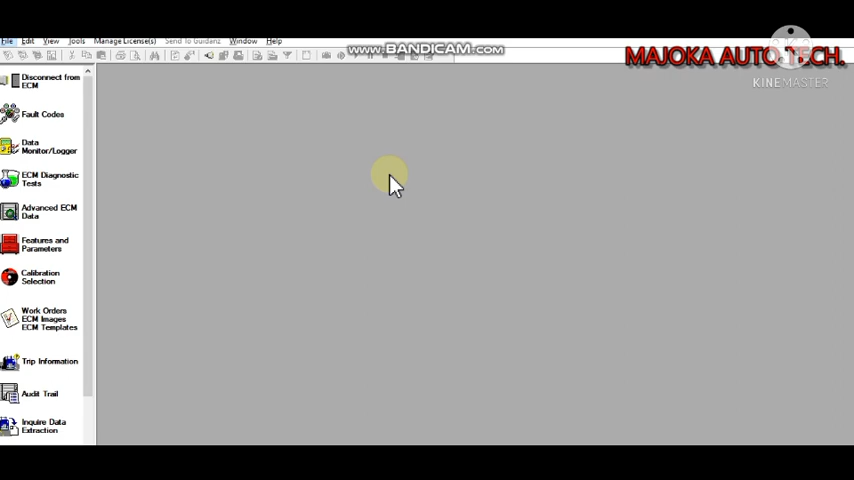 File Edit View Tools Manage License(s) Send To Guidanz Window Help
www.BANDICAM.com
MAJOKA AUTO TECH.
KINEMASTER
Disconnect from
ECM
Fault Codes
Data
Monitor/Logger
ECM Diagnostic
Tests
Advanced ECM
Data
Features and
Parameters
Calibration
Selection
Work Orders
ECM Images
ECM Templates
Trip Information
Audit Trail
Inquire Data
Extraction